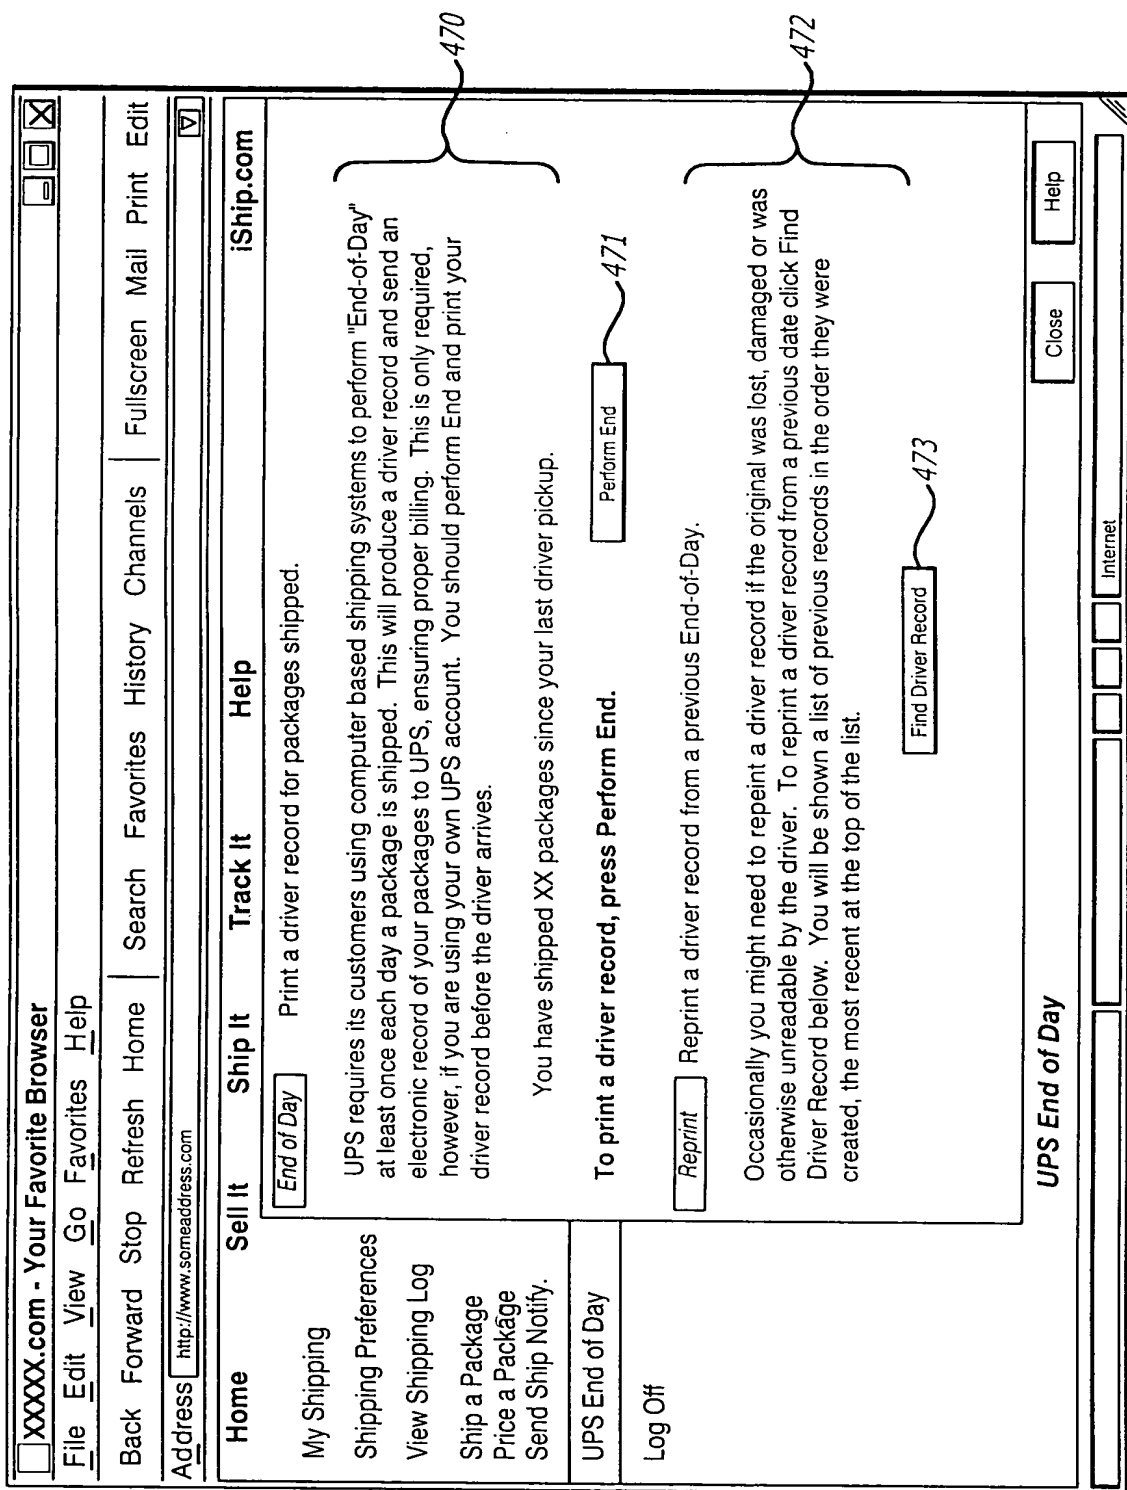 XXXXX.com - Your Favorite Browser
File Edit View Go Favorites Help
Back Forward Stop Refresh Home Search Favorites History Channels Fullscreen Mail Print Edit
Address http://www.someaddress.com
Home Sell It Ship It Track It Help iShip.com
My Shipping
Shipping Preferences
View Shipping Log
Ship a Package
Price a Package
Send Ship Notify.
UPS End of Day
Log Off
End of Day Print a driver record for packages shipped.
UPS requires its customers using computer based shipping systems to perform "End-of-Day"
at least once each day a package is shipped. This will produce a driver record and send an
electronic record of your packages to UPS, ensuring proper billing. This is only required,
however, if you are using your own UPS account. You should perform End and print your
driver record before the driver arrives.
470
You have shipped XX packages since your last driver pickup.
To print a driver record, press Perform End.
Perform End
471
Reprint Reprint a driver record from a previous End-of-Day.
Occasionally you might need to repeint a driver record if the original was lost, damaged or was
otherwise unreadable by the driver. To reprint a driver record from a previous date click Find
Driver Record below. You will be shown a list of previous records in the order they were
created, the most recent at the top of the list.
472
Find Driver Record
473
UPS End of Day
Close Help
Internet